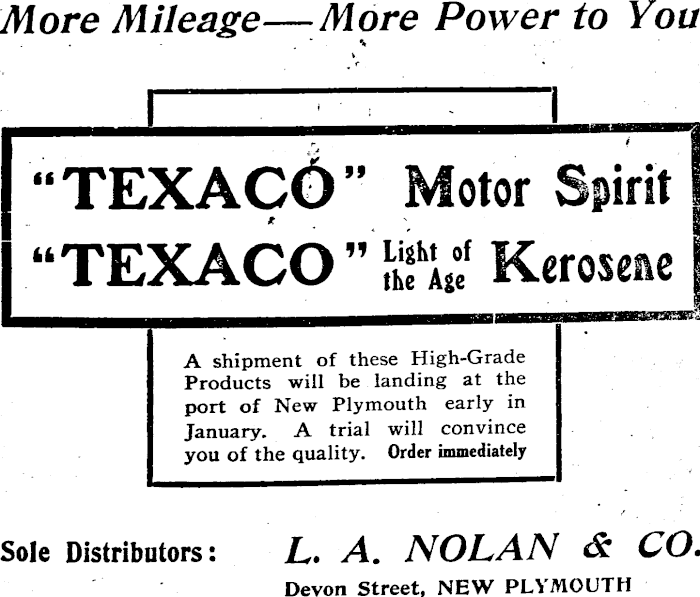 More Mileage—More Power to You
"TEXACO" Motor Spirit
"TEXACO" Light of the Age Kerosene
A shipment of these High-Grade
Products will be landing at the
port of New Plymouth early in
January. A trial will convince
you of the quality. Order immediately
Sole Distributors: L. A. NOLAN & CO.
Devon Street, NEW PLYMOUTH